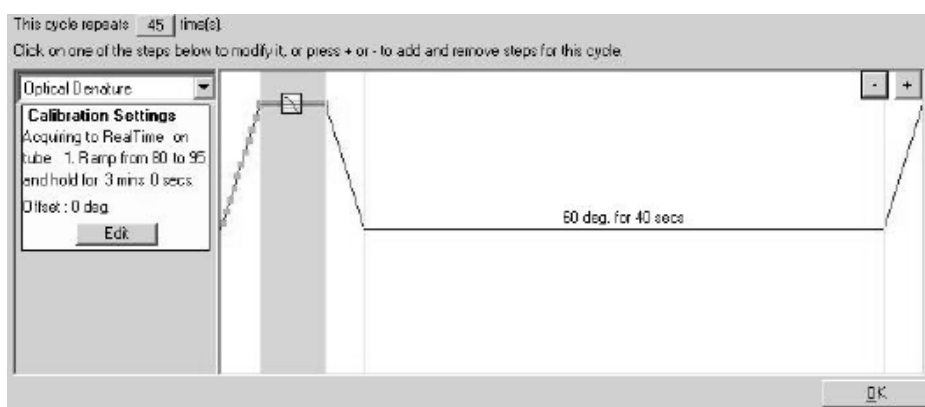 This cycle repeats 45 time(s).
Click on one of the steps below to modify it, or press + or - to add and remove steps for this cycle.
Optical Denature
- +
Calibration Settings
Acquiring to RealTime on
tube 1. Ramp from 80 to 95
and hold for 3 mins 0 secs.
Offset : 0 deg.
Edit
60 deg. for 40 secs
OK